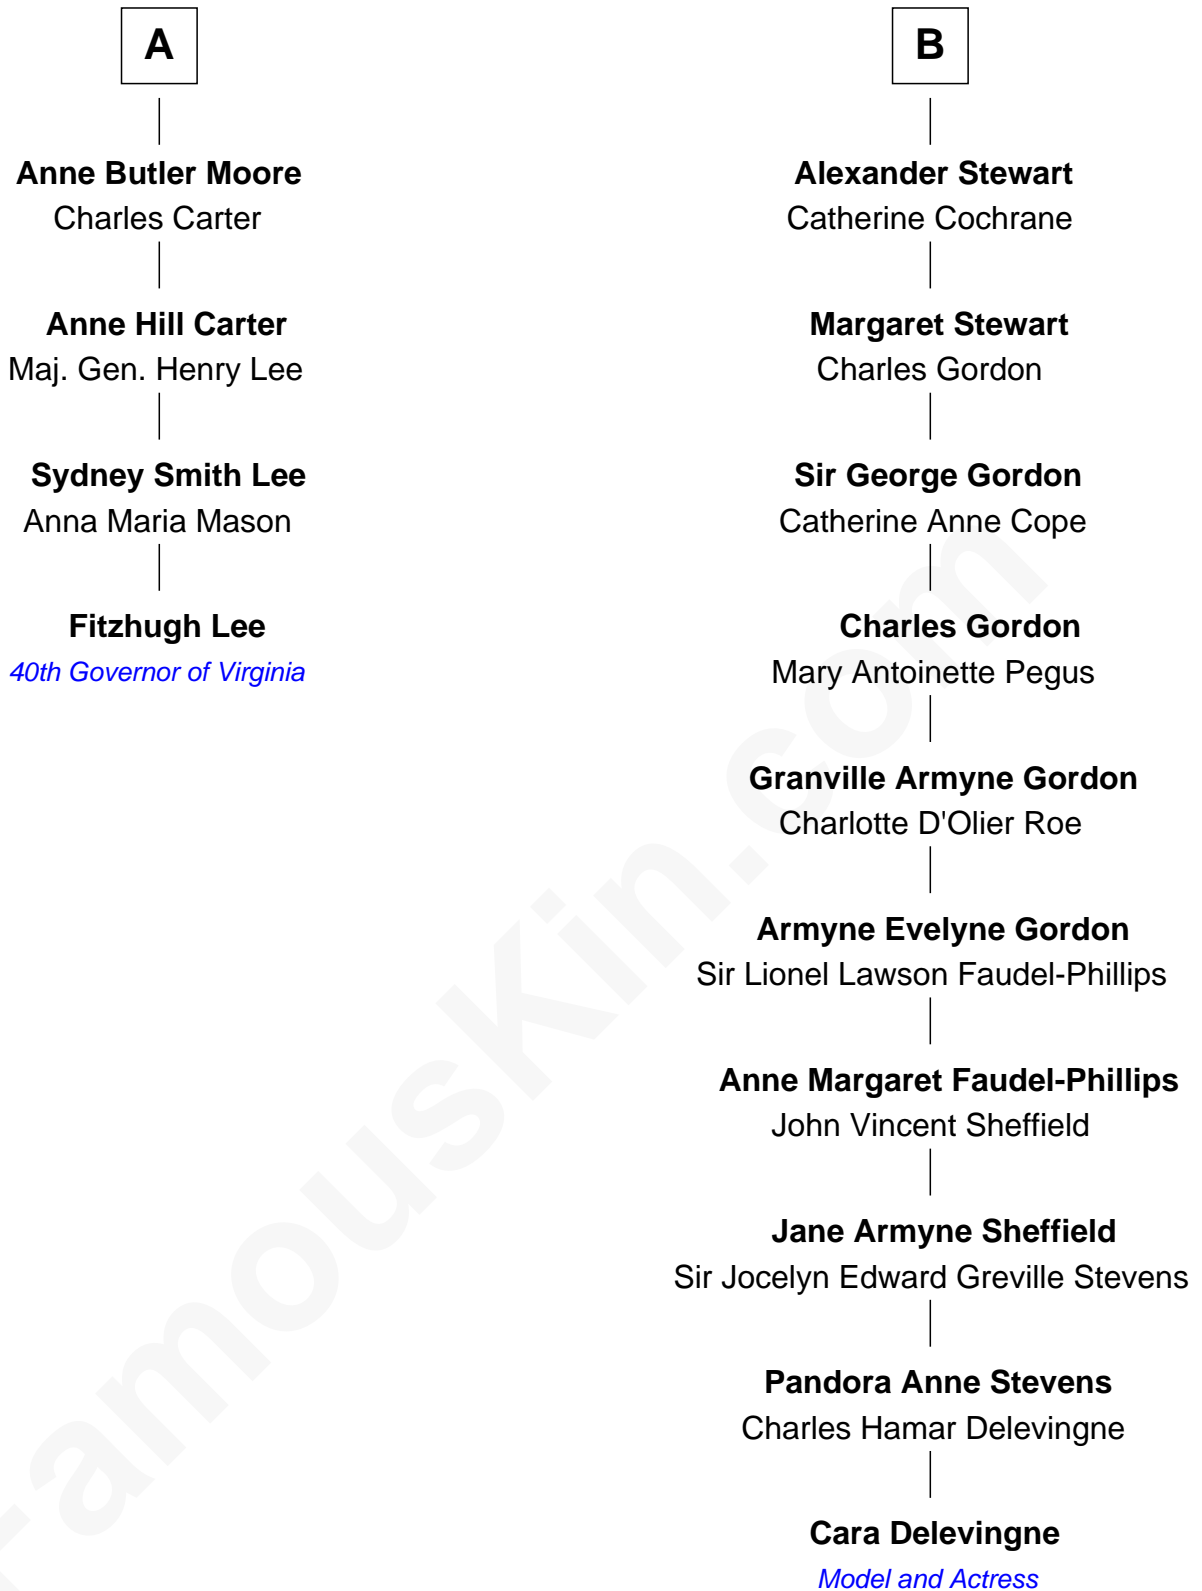 A
Anne Butler Moore
Charles Carter
Anne Hill Carter
Maj. Gen. Henry Lee
Sydney Smith Lee
Anna Maria Mason
Fitzhugh Lee
40th Governor of Virginia
B
Alexander Stewart
Catherine Cochrane
Margaret Stewart
Charles Gordon
Sir George Gordon
Catherine Anne Cope
Charles Gordon
Mary Antoinette Pegus
Granville Armyne Gordon
Charlotte D'Olier Roe
Armyne Evelyne Gordon
Sir Lionel Lawson Faudel-Phillips
Anne Margaret Faudel-Phillips
John Vincent Sheffield
Jane Armyne Sheffield
Sir Jocelyn Edward Greville Stevens
Pandora Anne Stevens
Charles Hamar Delevingne
Cara Delevingne
Model and Actress
FamousKin.com